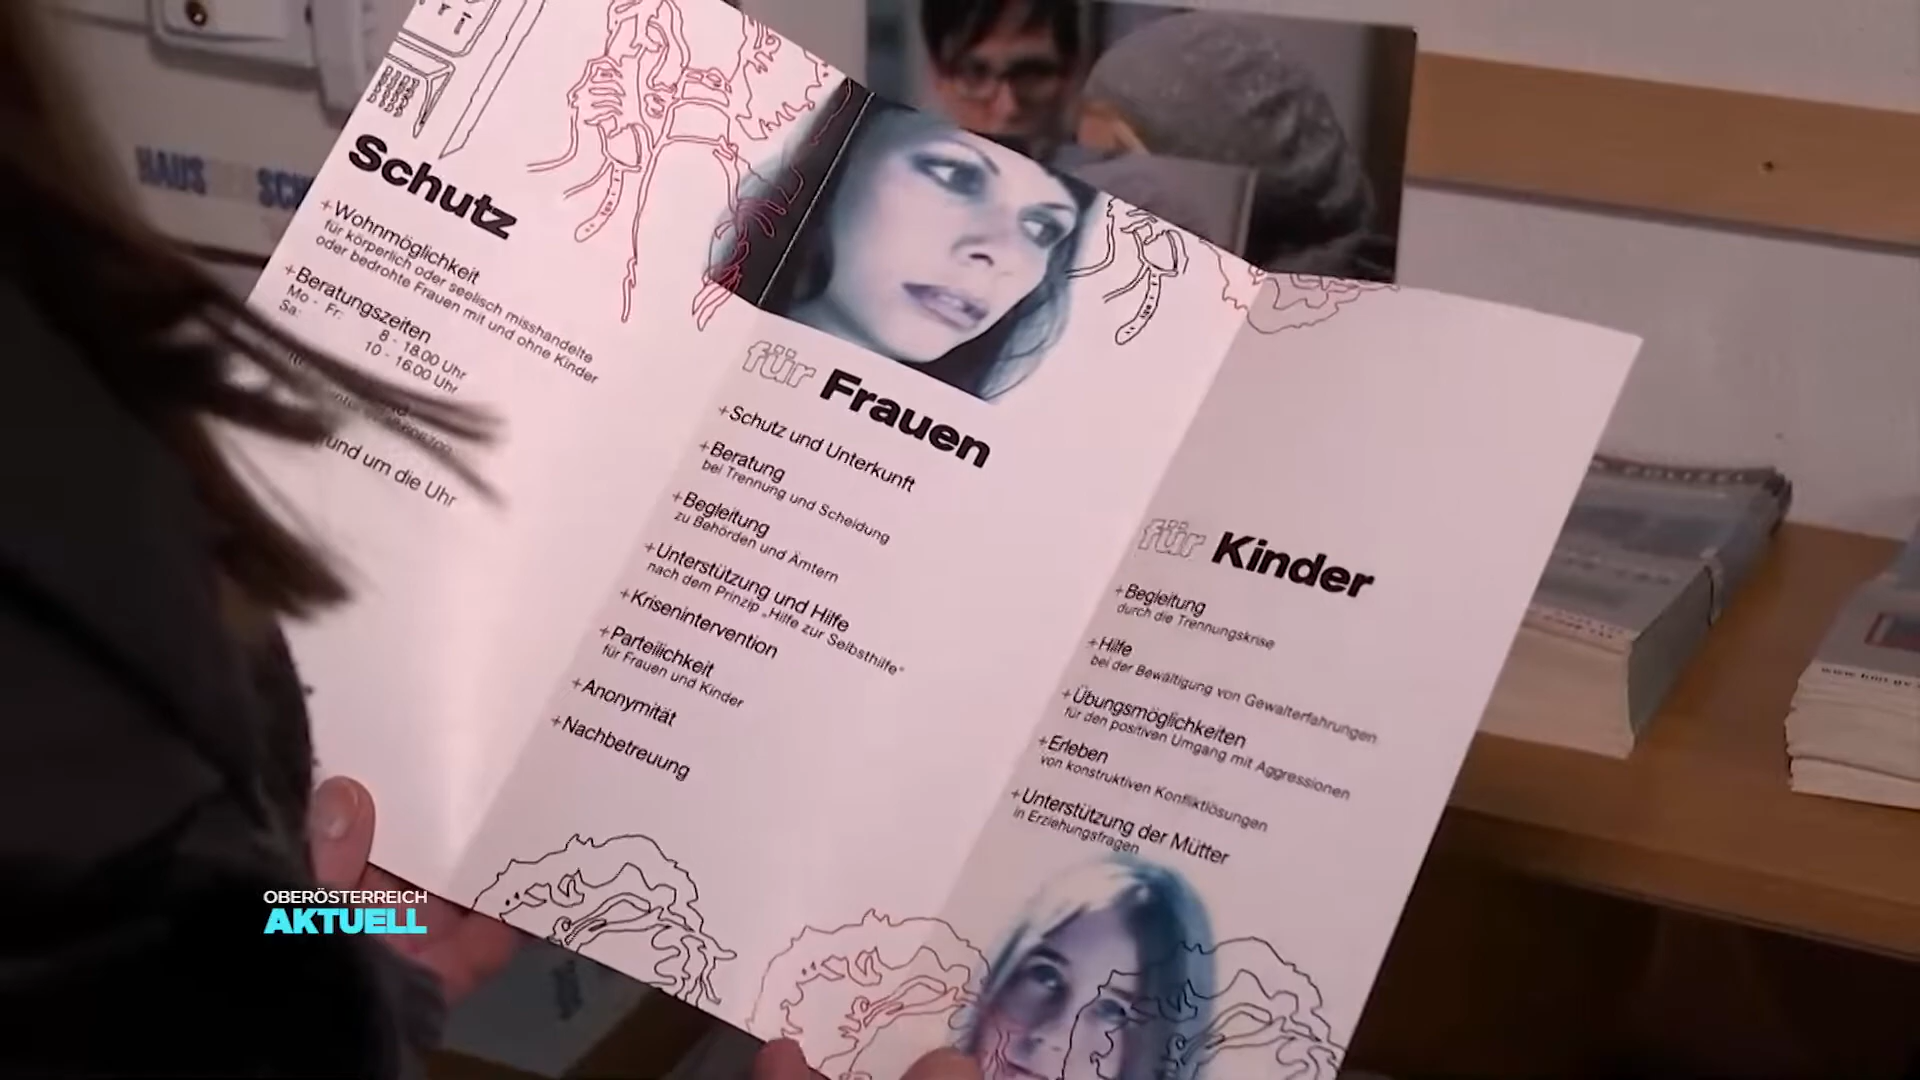 HAUS
Schutz
+Wohnmöglichkeit
für körperlich oder seelisch misshandelte
oder bedrohte Frauen mit und ohne Kinder
+Beratungszeiten
Mo - Fr: 8 - 18.00 Uhr
Sa: 10 - 16.00 Uhr
rund um die Uhr
für Frauen
+Schutz und Unterkunft
+Beratung
bei Trennung und Scheidung
+Begleitung
zu Behörden und Ämtern
+Unterstützung und Hilfe
nach dem Prinzip „Hilfe zur Selbsthilfe“
+Krisenintervention
+Parteilichkeit
für Frauen und Kinder
+Anonymität
+Nachbetreuung
für Kinder
+Begleitung
durch die Trennungskrise
+Hilfe
bei der Bewältigung von Gewalterfahrungen
+Übungsmöglichkeiten
für den positiven Umgang mit Aggressionen
+Erleben
von konstruktiven Konfliktlösungen
+Unterstützung der Mütter
in Erziehungsfragen
OBERÖSTERREICH
AKTUELL